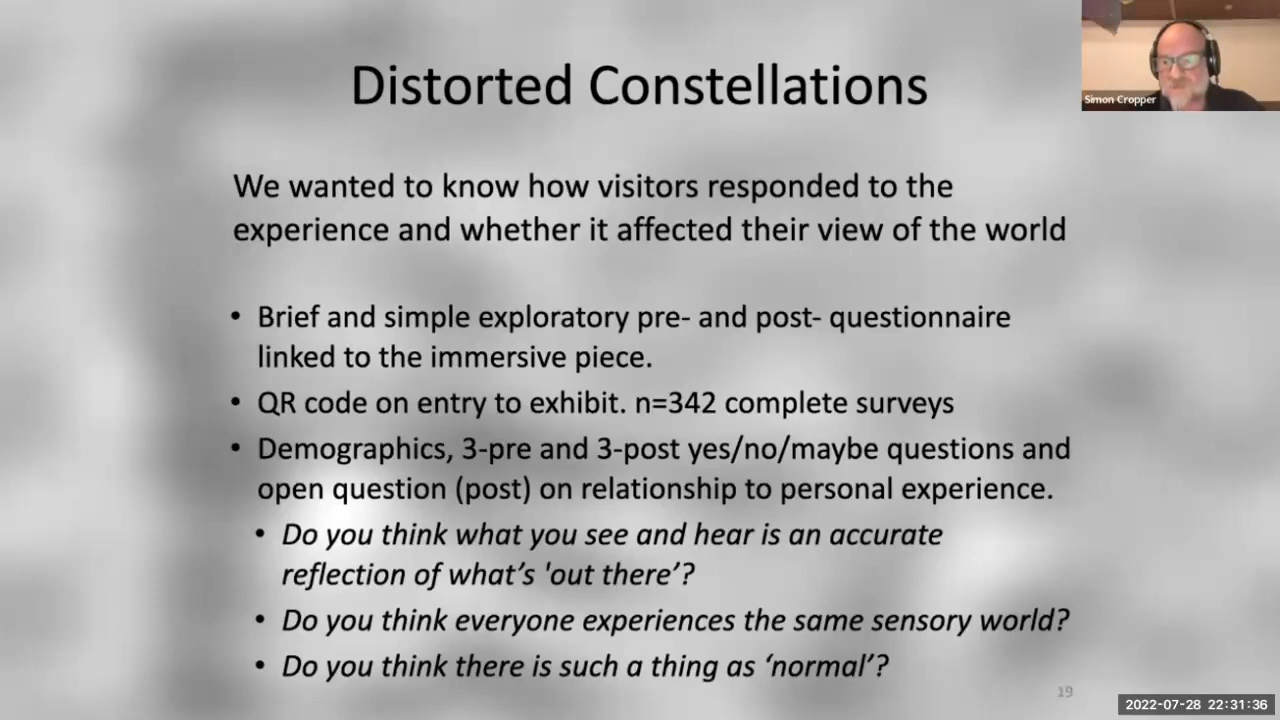 Distorted Constellations
Simon Cropper
We wanted to know how visitors responded to the
experience and whether it affected their view of the world
• Brief and simple exploratory pre- and post- questionnaire
linked to the immersive piece.
• QR code on entry to exhibit. n=342 complete surveys
• Demographics, 3-pre and 3-post yes/no/maybe questions and
open question (post) on relationship to personal experience.
• Do you think what you see and hear is an accurate
reflection of what’s 'out there’?
• Do you think everyone experiences the same sensory world?
• Do you think there is such a thing as ‘normal’?
19
2022-07-28 22:31:36